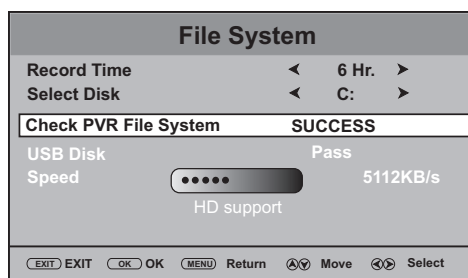 File System
Record Time 6 Hr.
Select Disk C:
Check PVR File System SUCCESS
USB Disk Pass
Speed 5112KB/s
HD support
EXIT EXIT OK OK MENU Return Move Select